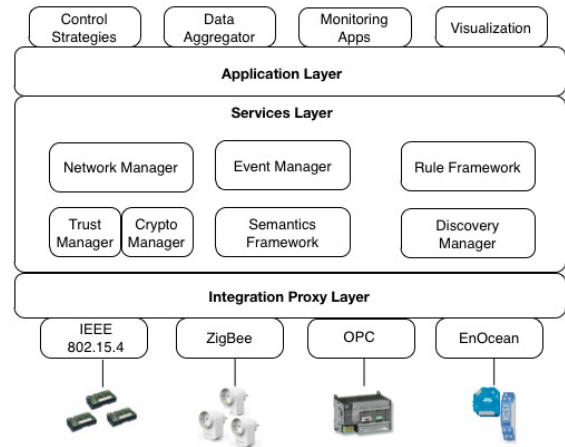 Control Strategies
Data Aggregator
Monitoring Apps
Visualization
Application Layer
Services Layer
Network Manager
Event Manager
Rule Framework
Trust Manager
Crypto Manager
Semantics Framework
Discovery Manager
Integration Proxy Layer
IEEE 802.15.4
ZigBee
OPC
EnOcean